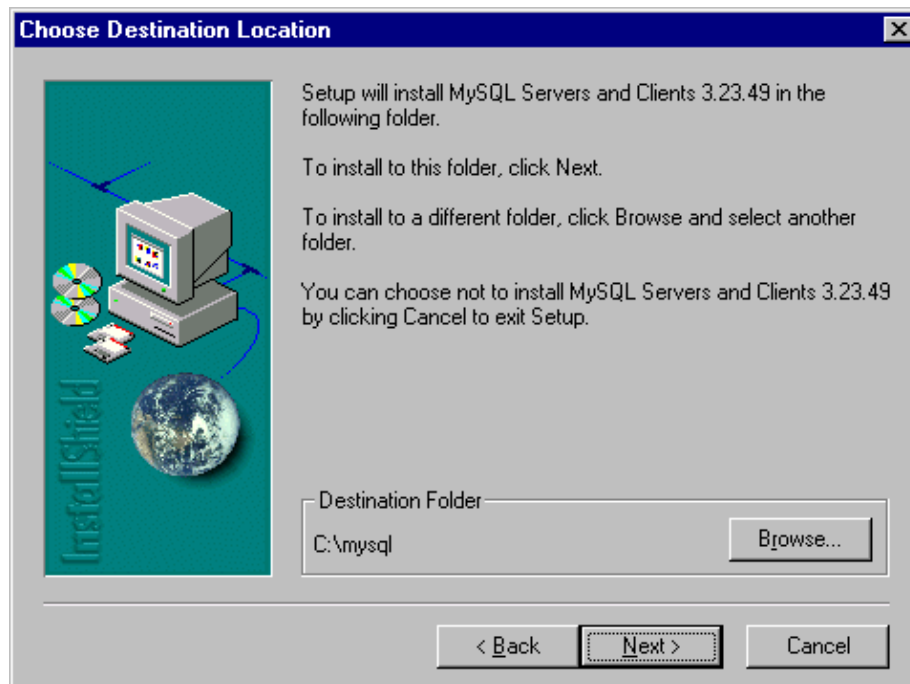 Choose Destination Location
Setup will install MySQL Servers and Clients 3.23.49 in the
following folder.
To install to this folder, click Next.
To install to a different folder, click Browse and select another
folder.
You can choose not to install MySQL Servers and Clients 3.23.49
by clicking Cancel to exit Setup.
InstallShield
Destination Folder
C:\mysql
Browse...
< Back
Next >
Cancel